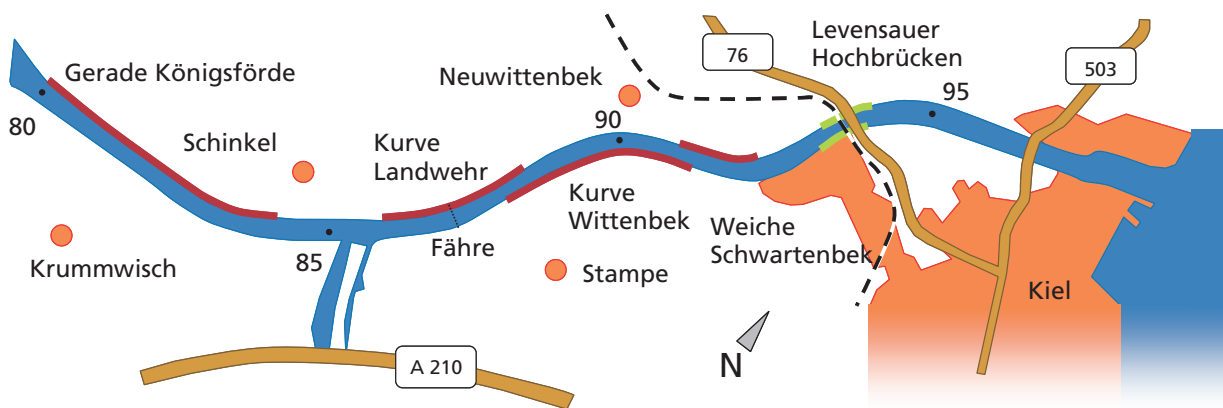 Gerade Königsförde
80
Krummwisch
Schinkel
85
Kurve
Landwehr
Fähre
A 210
Neuwittenbek
90
Kurve
Wittenbek
Stampe
Weiche
Schwartenbek
N
76
Levensauer
Hochbrücken
95
503
Kiel